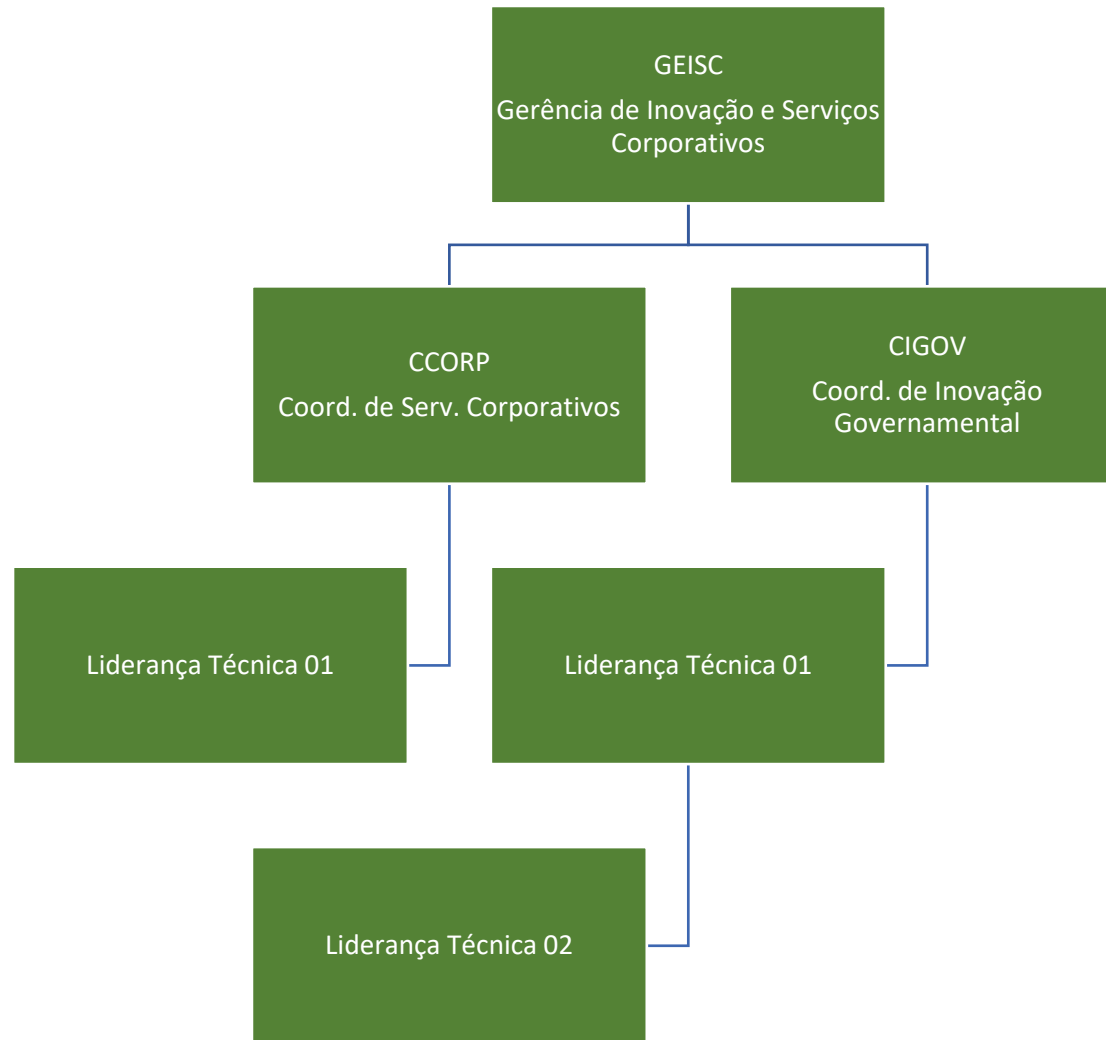 GEISC
Gerência de Inovação e Serviços
Corporativos
CCORP
Coord. de Serv. Corporativos
CIGOV
Coord. de Inovação
Governamental
Liderança Técnica 01
Liderança Técnica 01
Liderança Técnica 02